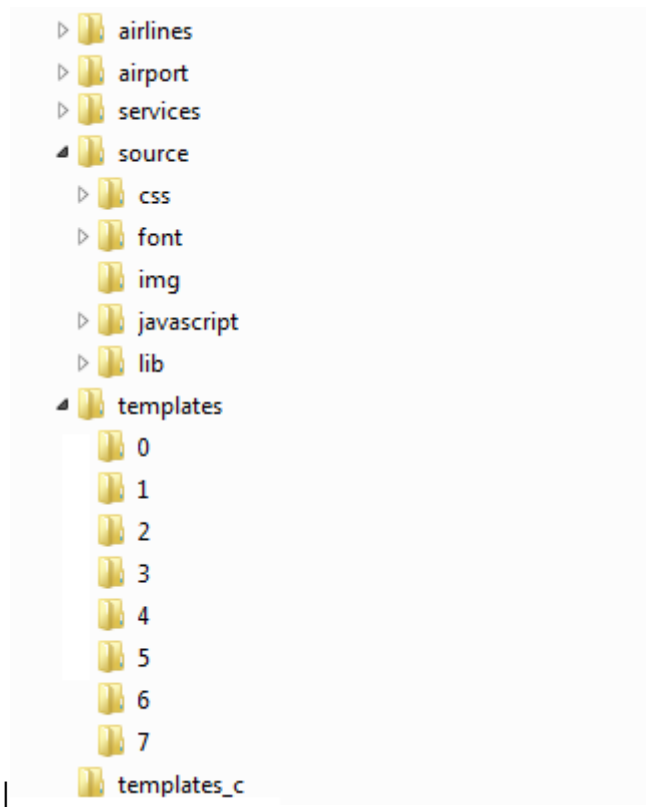 airlines
airport
services
source
css
font
img
javascript
lib
templates
0
1
2
3
4
5
6
7
templates_c